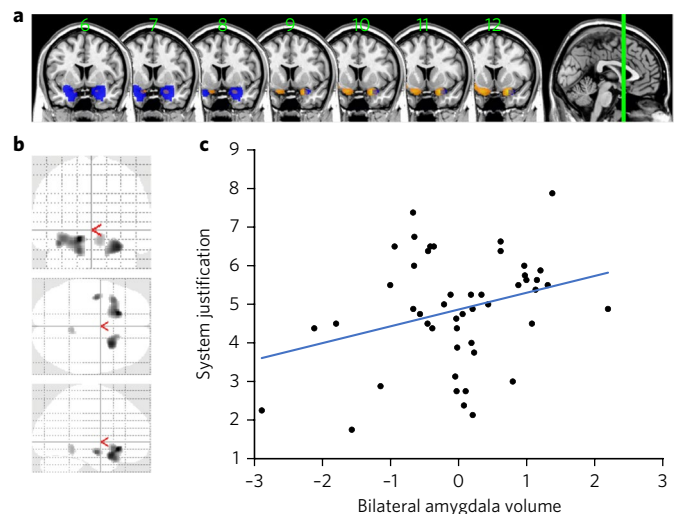 a
6 7 8 9 10 11 12
b
c
9
8
7
6
5
4
3
2
1
System justification
−3 −2 −1 0 1 2 3
Bilateral amygdala volume